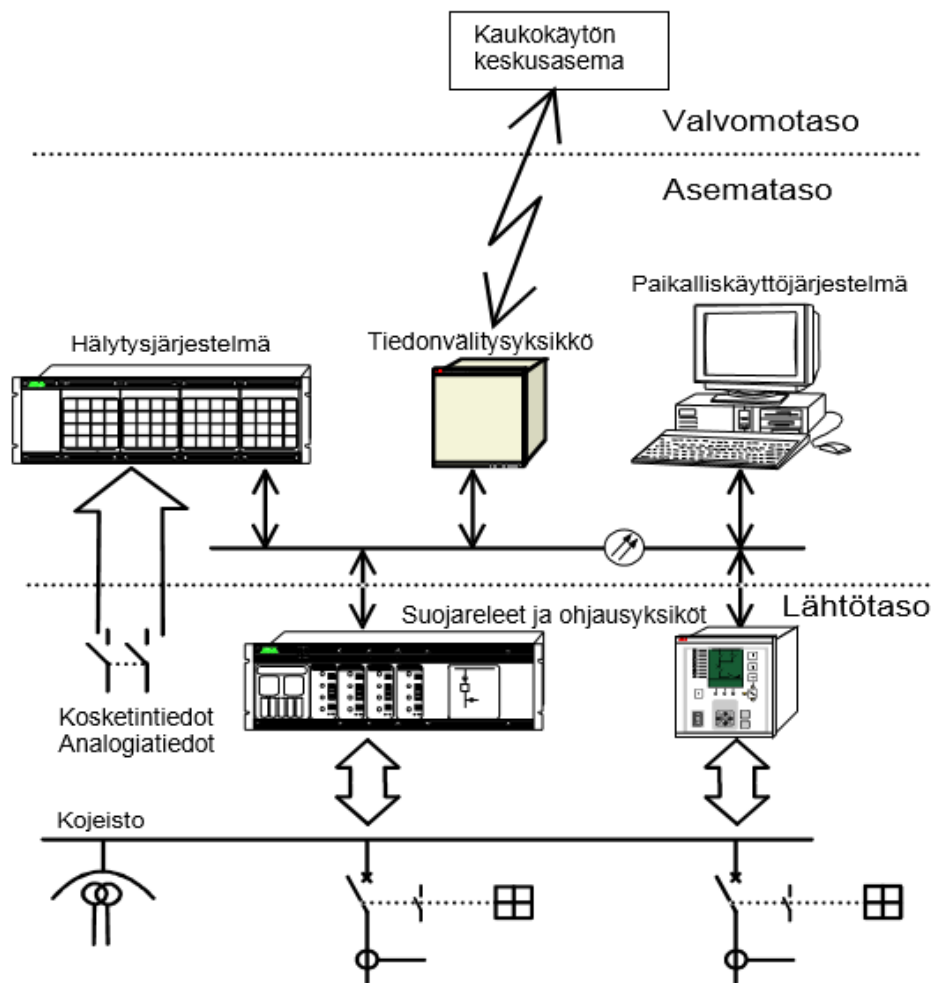 Kaukokäytön
keskusasema
Valvomotaso
Asemataso
Paikalliskäyttöjärjestelmä
Hälytysjärjestelmä
Tiedonvälitysyksikkö
Lähtötaso
Suojareleet ja ohjausyksiköt
Kosketintiedot
Analogiatiedot
Kojeisto